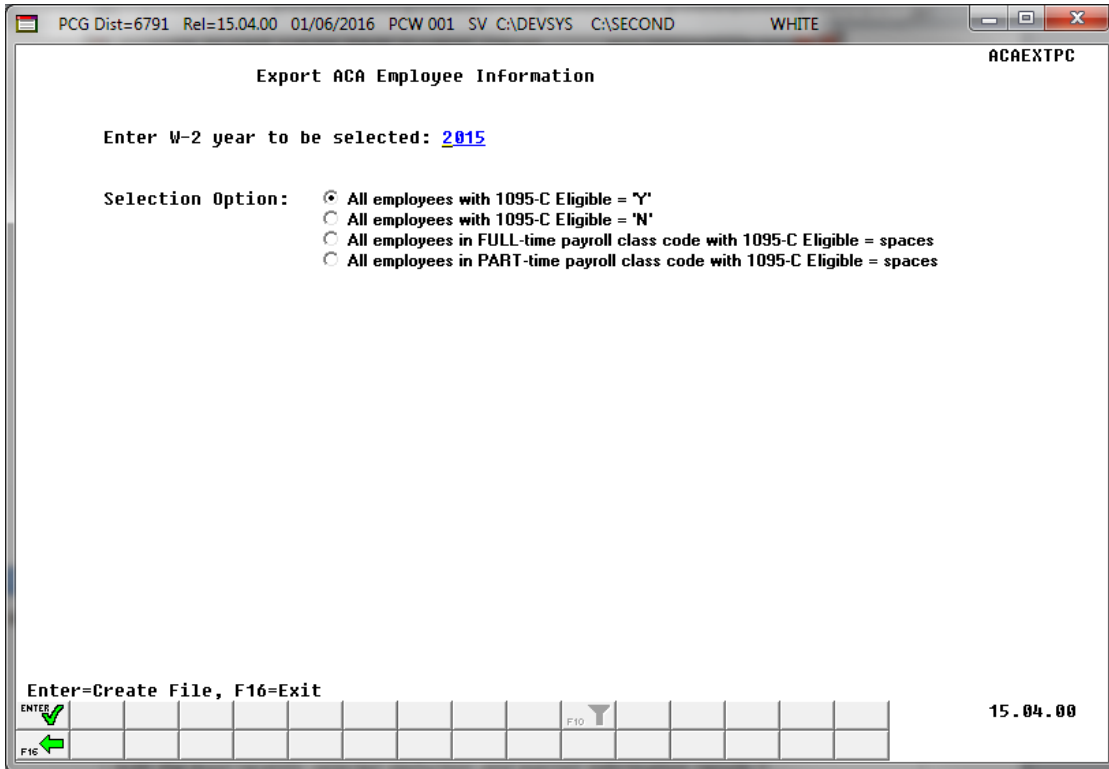 PCG Dist=6791 Rel=15.04.00 01/06/2016 PCW 001 SV C:\DEVSYS C:\SECOND WHITE
ACAEXTPC
Export ACA Employee Information
Enter W-2 year to be selected: 2015
Selection Option: All employees with 1095-C Eligible = 'Y'
All employees with 1095-C Eligible = 'N'
All employees in FULL-time payroll class code with 1095-C Eligible = spaces
All employees in PART-time payroll class code with 1095-C Eligible = spaces
Enter=Create File, F16=Exit
ENTER F10 15.04.00
F16